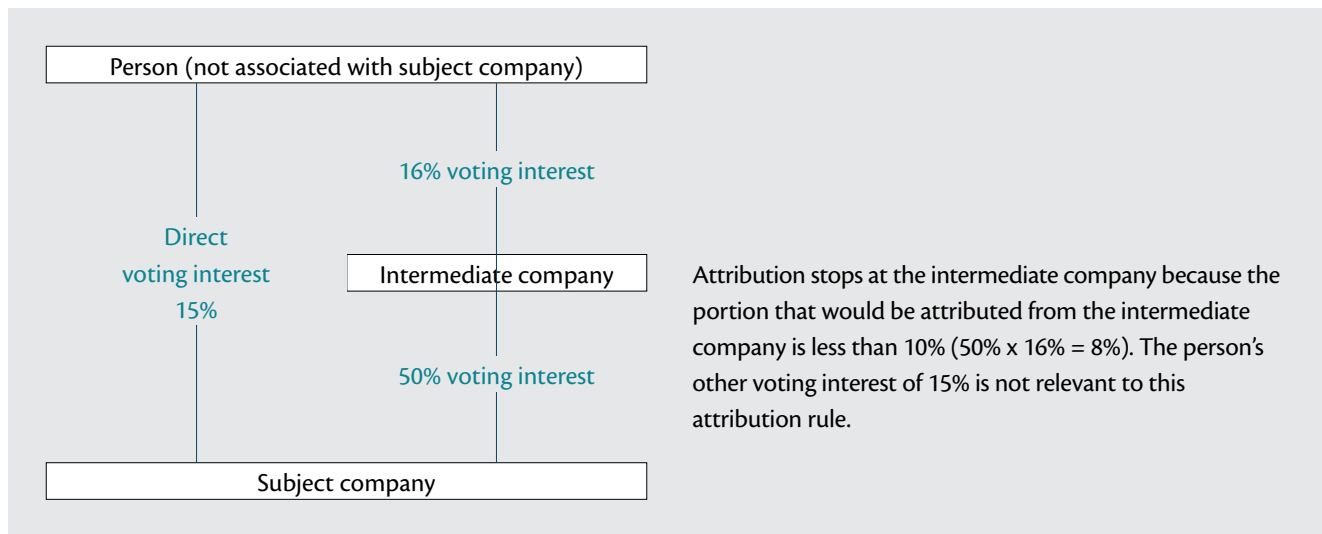 Person (not associated with subject company)
16% voting interest
Direct
voting interest
15%
Intermediate company
50% voting interest
Subject company
Attribution stops at the intermediate company because the
portion that would be attributed from the intermediate
company is less than 10% (50% x 16% = 8%). The person’s
other voting interest of 15% is not relevant to this
attribution rule.